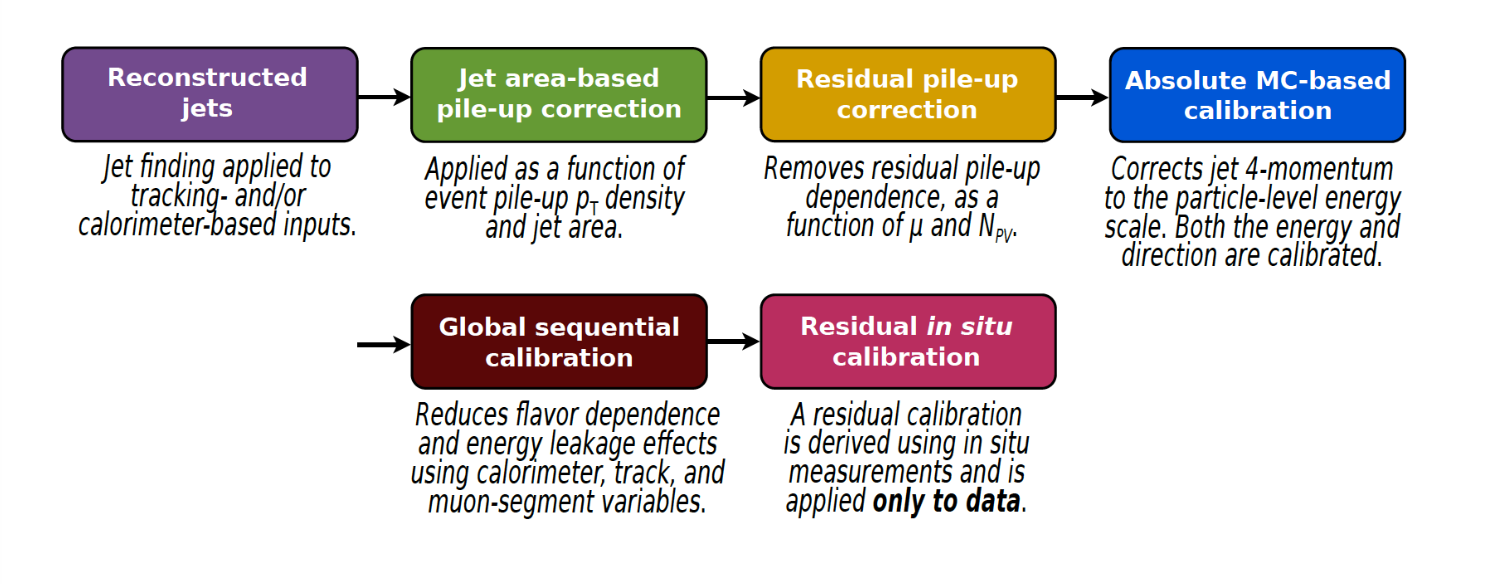 Reconstructed
jets
Jet finding applied to
tracking- and/or
calorimeter-based inputs.
Jet area-based
pile-up correction
Applied as a function of
event pile-up pT density
and jet area.
Residual pile-up
correction
Removes residual pile-up
dependence, as a
function of µ and NPV.
Absolute MC-based
calibration
Corrects jet 4-momentum
to the particle-level energy
scale. Both the energy and
direction are calibrated.
Global sequential
calibration
Reduces flavor dependence
and energy leakage effects
using calorimeter, track, and
muon-segment variables.
Residual in situ
calibration
A residual calibration
is derived using in situ
measurements and is
applied only to data.